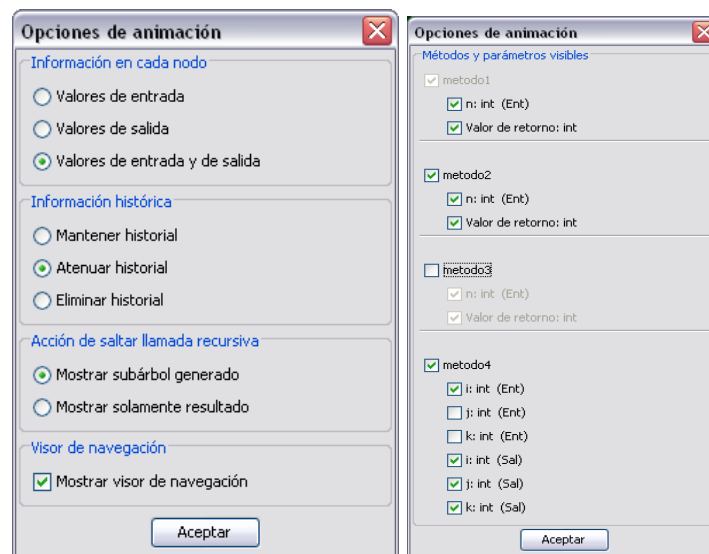 Opciones de animación
Información en cada nodo
Valores de entrada
Valores de salida
Valores de entrada y de salida
Información histórica
Mantener historial
Atenuar historial
Eliminar historial
Acción de saltar llamada recursiva
Mostrar subárbol generado
Mostrar solamente resultado
Visor de navegación
Mostrar visor de navegación
Aceptar
Opciones de animación
Métodos y parámetros visibles
metodo1
n: int (Ent)
Valor de retorno: int
metodo2
n: int (Ent)
Valor de retorno: int
metodo3
n: int (Ent)
Valor de retorno: int
metodo4
i: int (Ent)
j: int (Ent)
k: int (Ent)
i: int (Sal)
j: int (Sal)
k: int (Sal)
Aceptar